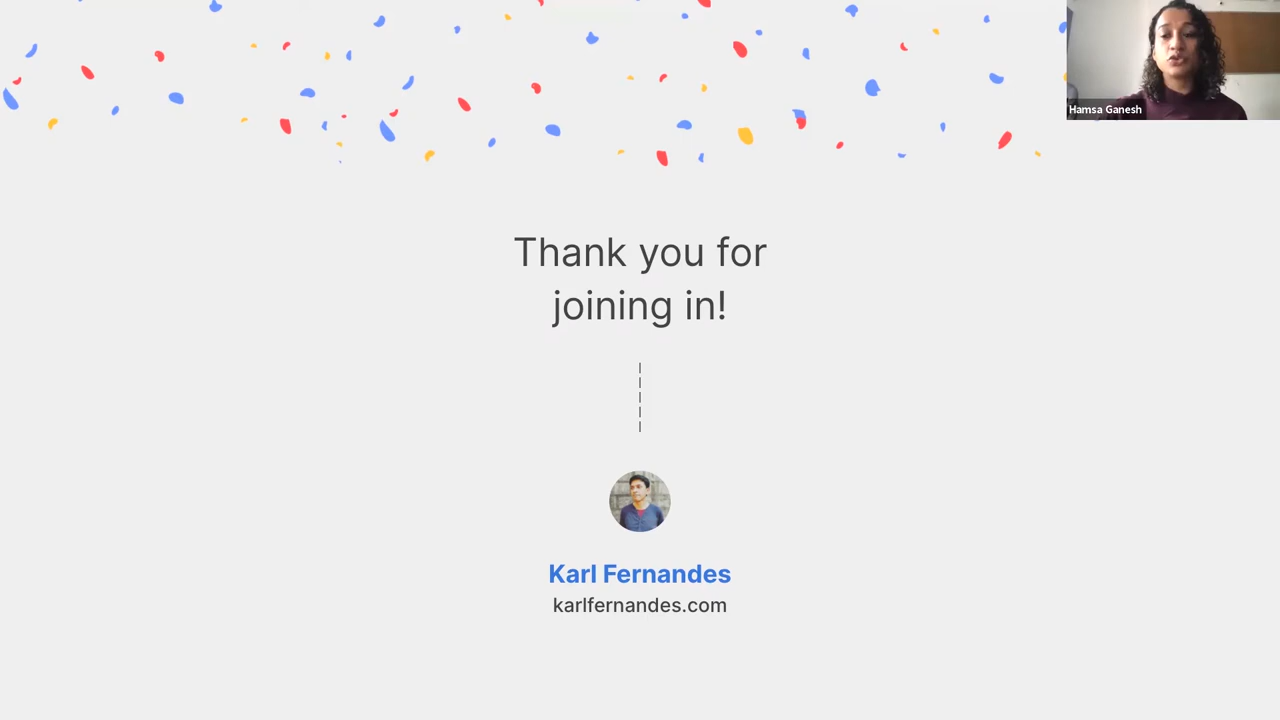 Hamsa Ganesh
Thank you for
joining in!
Karl Fernandes
karlfernandes.com